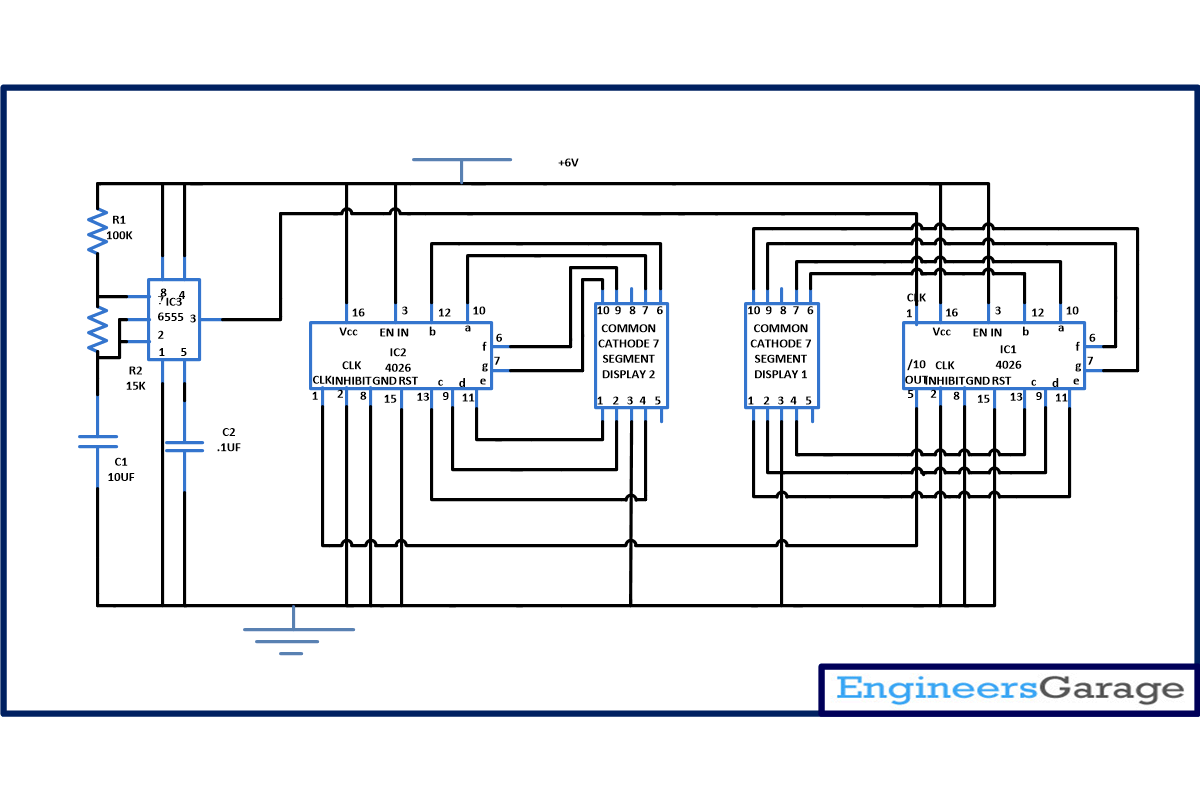 +6V
R1
100K
8 4
7
IC3
6555 3
2
1 5
R2
15K
C2
.1UF
C1
10UF
16 3 12 10
Vcc EN IN b a
6
f
7
g
IC2
4026
CLK
CLK INHIBIT GND RST c d e
1 2 8 15 13 9 11
10 9 8 7 6
COMMON
CATHODE 7
SEGMENT
DISPLAY 2
1 2 3 4 5
10 9 8 7 6
COMMON
CATHODE 7
SEGMENT
DISPLAY 1
1 2 3 4 5
CLK
1 16 3 12 10
Vcc EN IN b a
6
f
7
g
IC1
4026
/10 CLK
OUT INHIBIT GND RST c d e
5 2 8 15 13 9 11
EngineersGarage